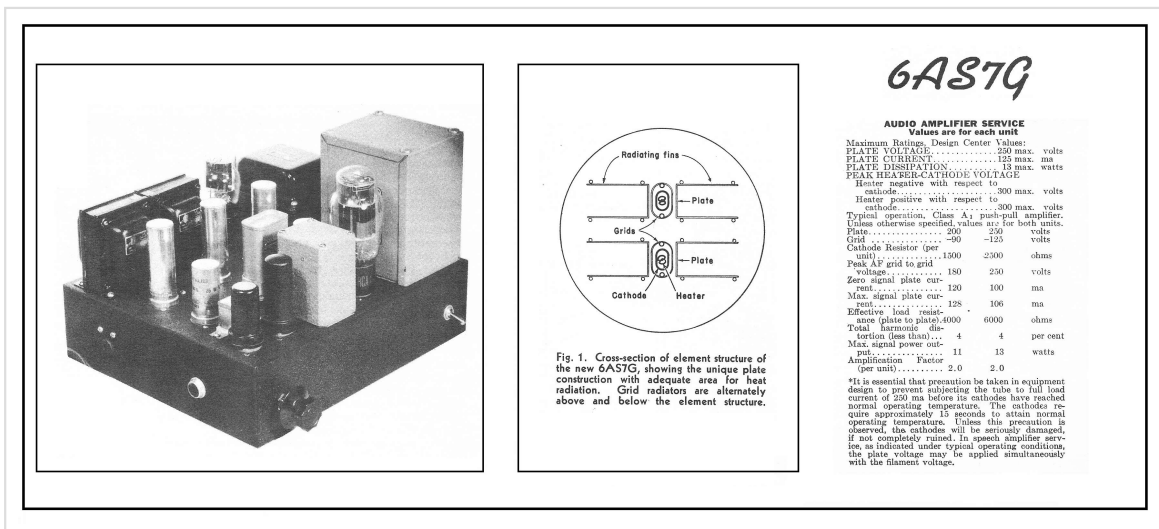 Radiating fins
Plate
Grids
Plate
Cathode
Heater
Fig. 1. Cross-section of element structure of
the new 6AS7G, showing the unique plate
construction with adequate area for heat
radiation. Grid radiators are alternately
above and below the element structure.
6AS7G
AUDIO AMPLIFIER SERVICE
Values are for each unit
Maximum Ratings, Design Center Values:
PLATE VOLTAGE..............250 max. volts
PLATE CURRENT..............125 max. ma
PLATE DISSIPATION.......... 13 max. watts
PEAK HEATER-CATHODE VOLTAGE
Heater negative with respect to
cathode....................300 max. volts
Heater positive with respect to
cathode....................300 max. volts
Typical operation, Class A1 push-pull amplifier.
Unless otherwise specified, values are for both units.
Plate................ 200 250 volts
Grid ................ -90 -125 volts
Cathode Resistor (per
unit).............1500 2500 ohms
Peak AF grid to grid
voltage............ 180 250 volts
Zero signal plate cur-
rent............... 120 100 ma
Max. signal plate cur-
rent............... 128 106 ma
Effective load resist-
ance (plate to plate).4000 6000 ohms
Total harmonic dis-
tortion (less than)... 4 4 per cent
Max. signal power out-
put............... 11 13 watts
Amplification Factor
(per unit).......... 2.0 2.0
*It is essential that precaution be taken in equipment
design to prevent subjecting the tube to full load
current of 250 ma before its cathodes have reached
normal operating temperature. The cathodes re-
quire approximately 15 seconds to attain normal
operating temperature. Unless this precaution is
observed, the cathodes will be seriously damaged,
if not completely ruined. In speech amplifier serv-
ice, as indicated under typical operating conditions,
the plate voltage may be applied simultaneously
with the filament voltage.